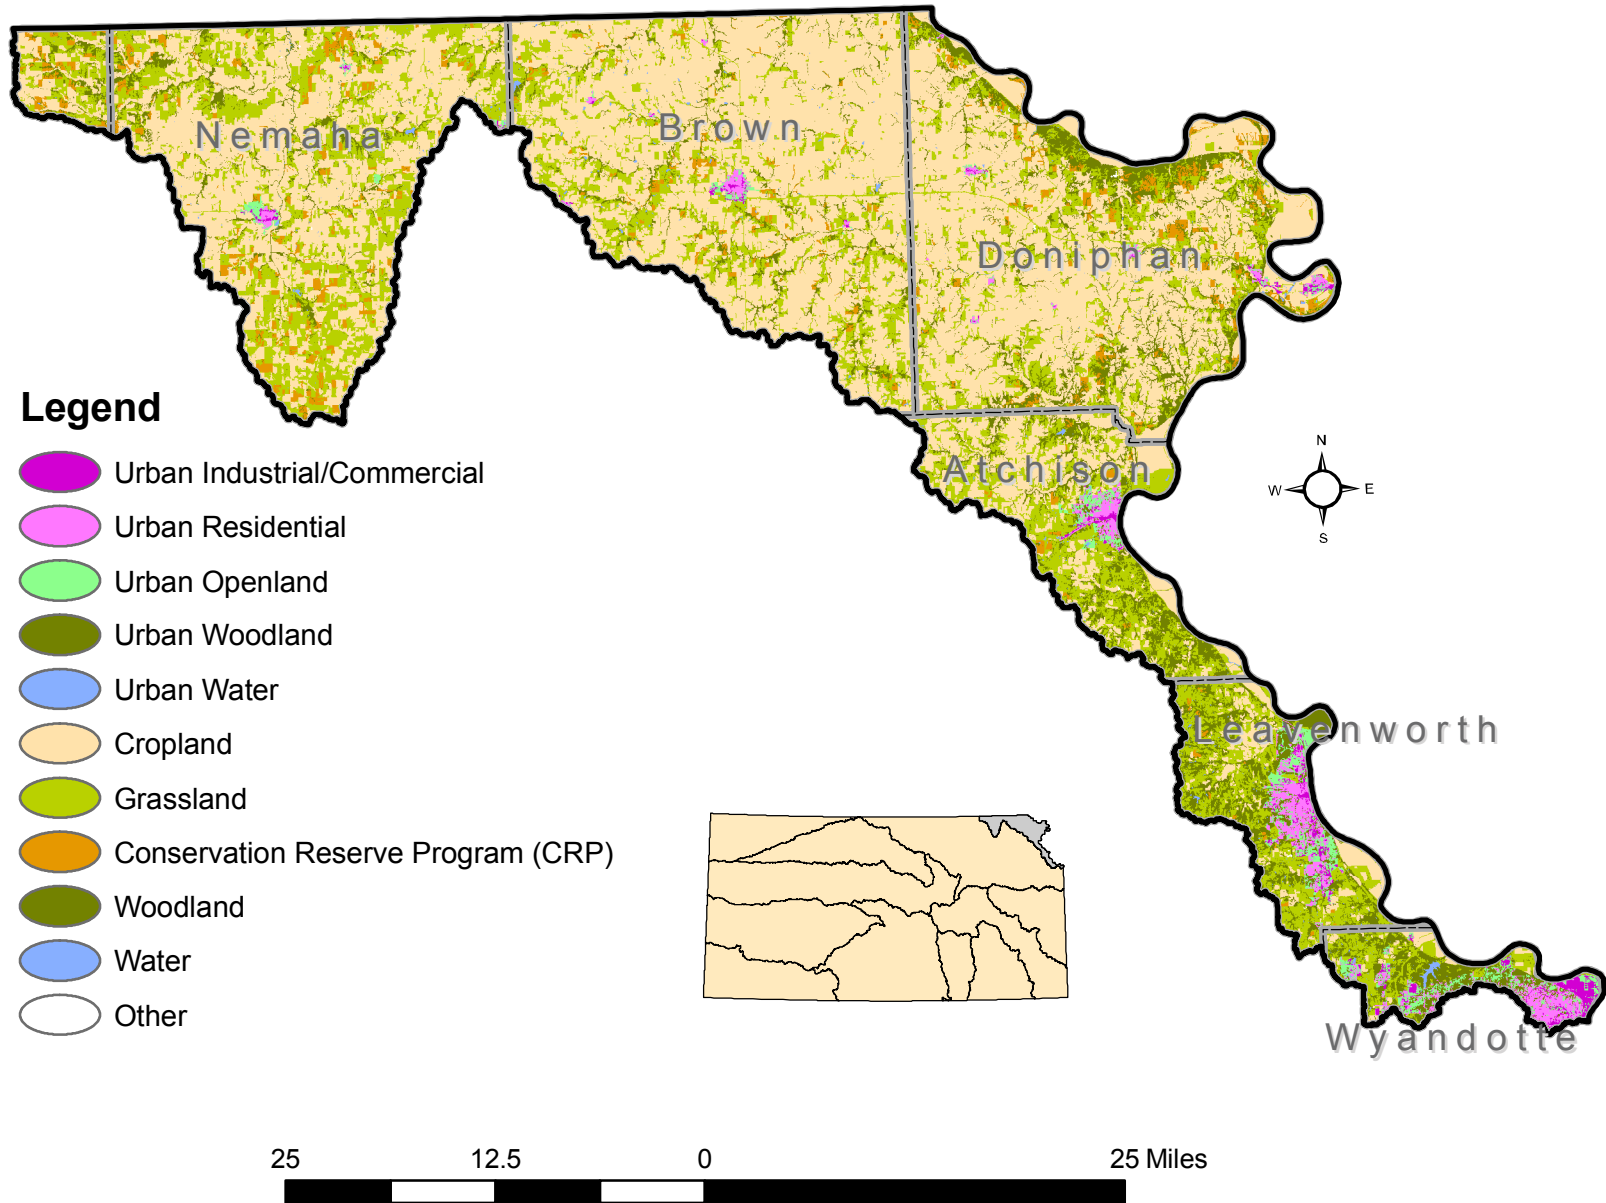 Nemaha
Brown
Doniphan
Atchison
Leavenworth
Wyandotte
Legend
Urban Industrial/Commercial
Urban Residential
Urban Openland
Urban Woodland
Urban Water
Cropland
Grassland
Conservation Reserve Program (CRP)
Woodland
Water
Other
N
W E
S
25 12.5 0 25 Miles